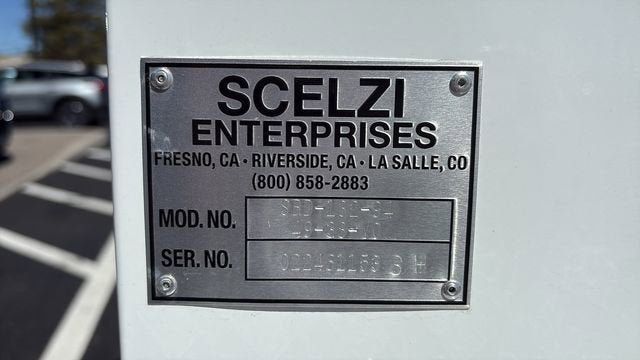 SCELZI
ENTERPRISES
FRESNO, CA • RIVERSIDE, CA • LA SALLE, CO
(800) 858-2883
MOD. NO.
SER. NO.